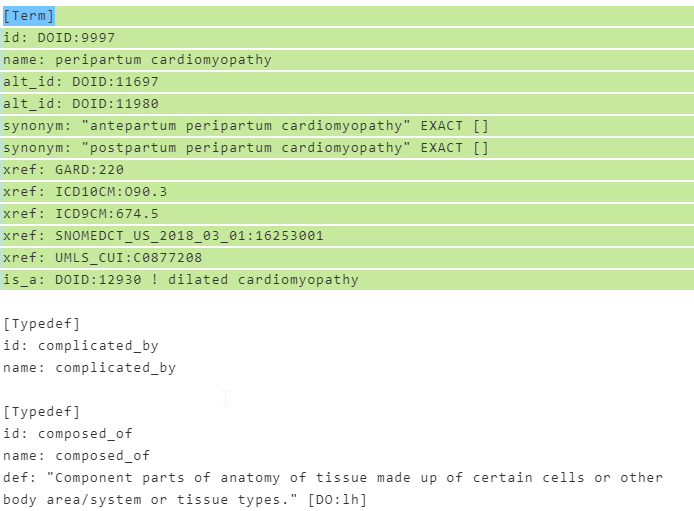 [Term]
id: DOID:9997
name: peripartum cardiomyopathy
alt_id: DOID:11697
alt_id: DOID:11980
synonym: "antepartum peripartum cardiomyopathy" EXACT []
synonym: "postpartum peripartum cardiomyopathy" EXACT []
xref: GARD:220
xref: ICD10CM:O90.3
xref: ICD9CM:674.5
xref: SNOMEDCT_US_2018_03_01:16253001
xref: UMLS_CUI:C0877208
is_a: DOID:12930 ! dilated cardiomyopathy
[Typedef]
id: complicated_by
name: complicated_by
[Typedef]
id: composed_of
name: composed_of
def: "Component parts of anatomy of tissue made up of certain cells or other
body area/system or tissue types." [DO:lh]